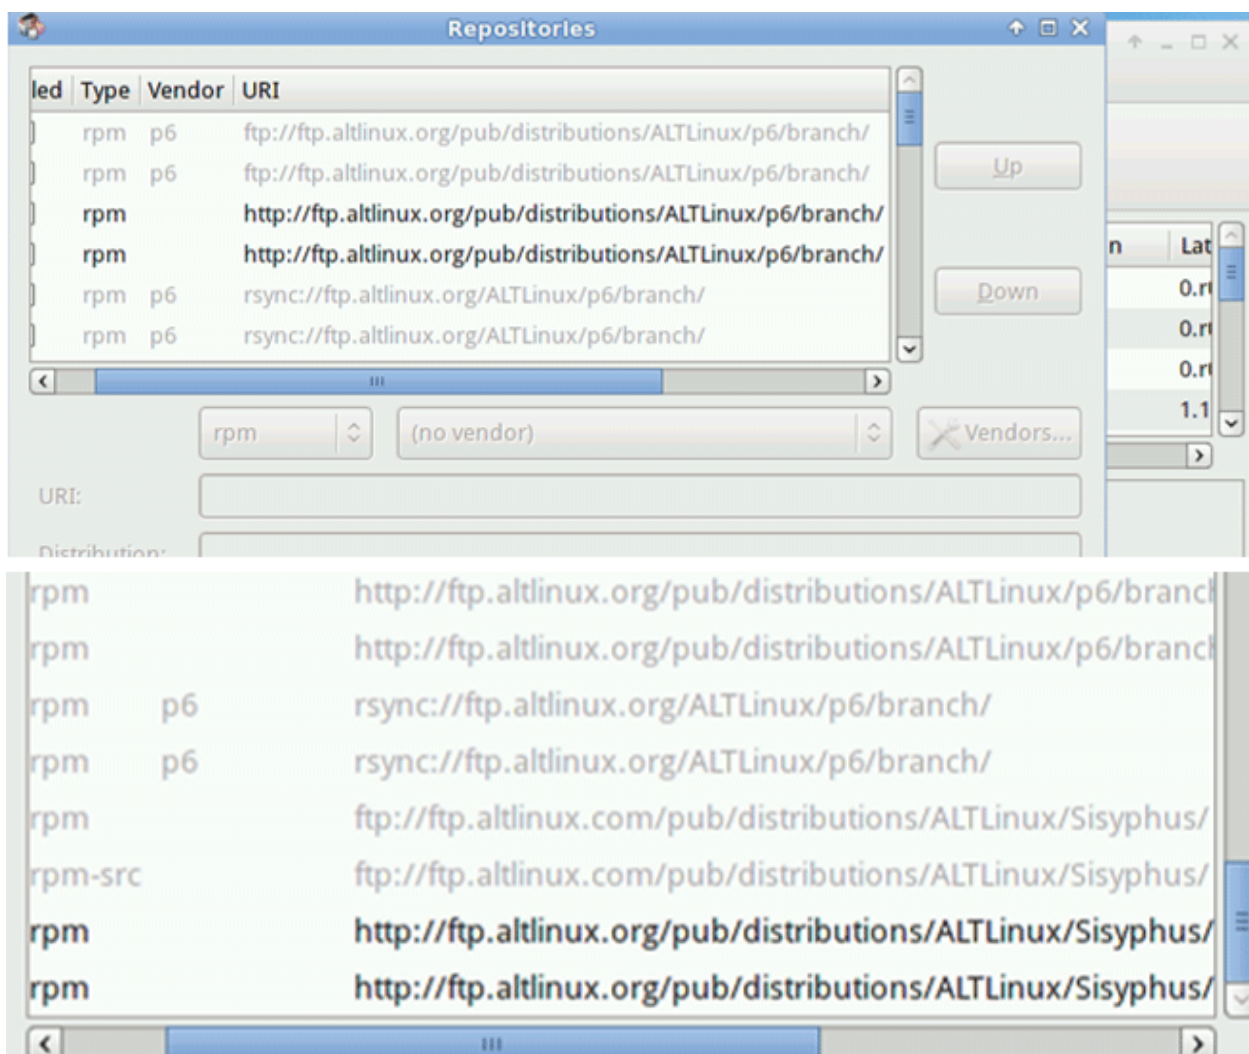 Repositories
led Type Vendor URI
rpm p6 ftp://ftp.altlinux.org/pub/distributions/ALTLinux/p6/branch/
rpm p6 ftp://ftp.altlinux.org/pub/distributions/ALTLinux/p6/branch/
rpm http://ftp.altlinux.org/pub/distributions/ALTLinux/p6/branch/
rpm http://ftp.altlinux.org/pub/distributions/ALTLinux/p6/branch/
rpm p6 rsync://ftp.altlinux.org/ALTLinux/p6/branch/
rpm p6 rsync://ftp.altlinux.org/ALTLinux/p6/branch/
Up
Down
n Lat
0.r
0.r
0.r
1.1
rpm (no vendor) Vendors...
URI:
Distribution:
rpm http://ftp.altlinux.org/pub/distributions/ALTLinux/p6/branch
rpm http://ftp.altlinux.org/pub/distributions/ALTLinux/p6/branch
rpm p6 rsync://ftp.altlinux.org/ALTLinux/p6/branch/
rpm p6 rsync://ftp.altlinux.org/ALTLinux/p6/branch/
rpm ftp://ftp.altlinux.com/pub/distributions/ALTLinux/Sisyphus/
rpm-src ftp://ftp.altlinux.com/pub/distributions/ALTLinux/Sisyphus/
rpm http://ftp.altlinux.org/pub/distributions/ALTLinux/Sisyphus/
rpm http://ftp.altlinux.org/pub/distributions/ALTLinux/Sisyphus/